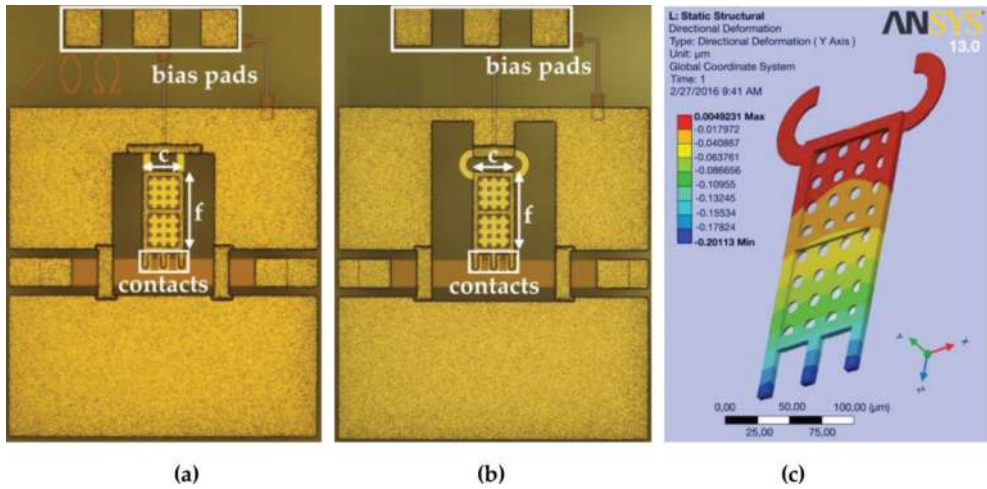 bias pads
10Ω
c
f
contacts
(a)
bias pads
c
f
contacts
(b)
L: Static Structural
Directional Deformation
Type: Directional Deformation ( Y Axis )
Unit: µm
Global Coordinate System
Time: 1
2/27/2016 9:41 AM
ANSYS
13.0
0.0049231 Max
-0.017972
-0.040867
-0.063761
-0.086656
-0.10955
-0.13245
-0.15534
-0.17824
-0.20113 Min
0,00
50,00
100,00 (µm)
25,00
75,00
(c)